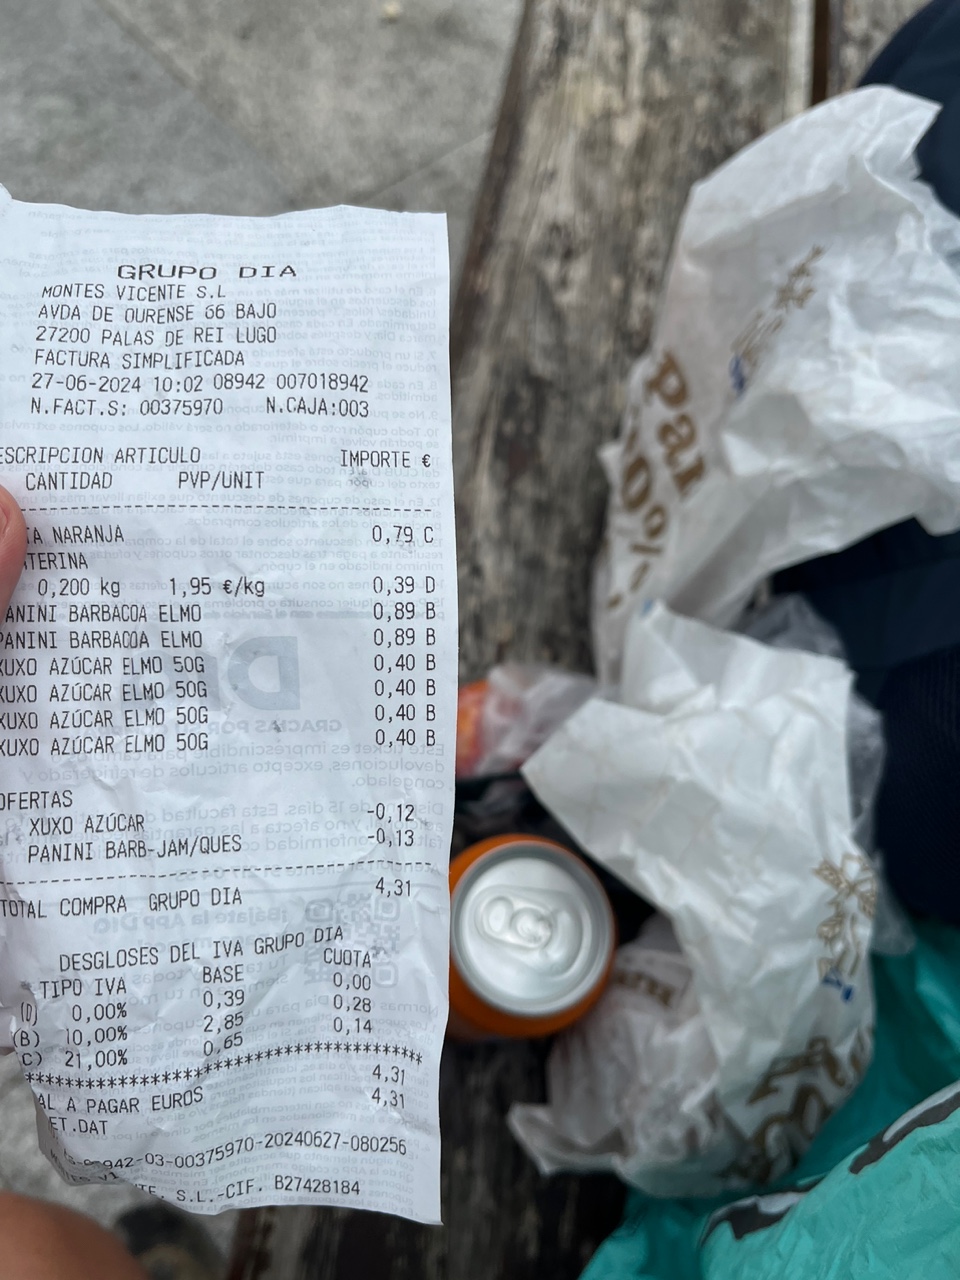 GRUPO DIA
MONTES VICENTE S.L
AVDA DE OURENSE 66 BAJO
27200 PALAS DE REI LUGO
FACTURA SIMPLIFICADA
27-06-2024 10:02 08942 007018942
N.FACT.S: 00375970 N.CAJA:003
ESCRIPCION ARTICULO IMPORTE €
CANTIDAD PVP/UNIT
TA NARANJA 0,79 C
TERINA
0,200 kg 1,95 €/kg 0,39 D
ANINI BARBACOA ELMO 0,89 B
PANINI BARBACOA ELMO 0,89 B
XUXO AZÚCAR ELMO 50G 0,40 B
XUXO AZÚCAR ELMO 50G 0,40 B
XUXO AZÚCAR ELMO 50G 0,40 B
XUXO AZÚCAR ELMO 50G 0,40 B
OFERTAS
XUXO AZÚCAR -0,12
PANINI BARB-JAM/QUES -0,13
TOTAL COMPRA GRUPO DIA 4,31
DESGLOSES DEL IVA GRUPO DIA
TIPO IVA BASE CUOTA
(D) 0,00% 0,39 0,00
(B) 10,00% 2,85 0,28
C) 21,00% 0,65 0,14
****************************************
AL A PAGAR EUROS 4,31
ET.DAT 4,31
942-03-00375970-20240627-080256
TE, S.L.-CIF. B27428184
Pan